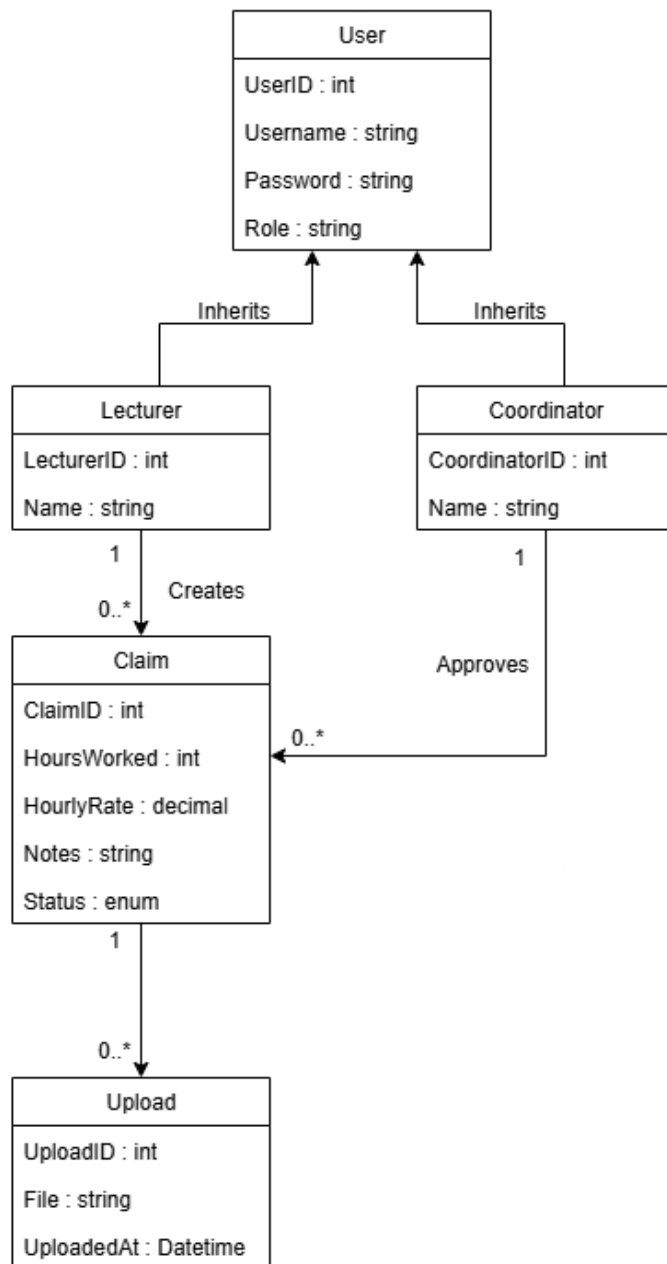 User
UserID : int
Username : string
Password : string
Role : string
Inherits
Inherits
Lecturer
LecturerID : int
Name : string
Coordinator
CoordinatorID : int
Name : string
1
Creates
0..*
1
Approves
0..*
Claim
ClaimID : int
HoursWorked : int
HourlyRate : decimal
Notes : string
Status : enum
1
0..*
Upload
UploadID : int
File : string
UploadedAt : Datetime